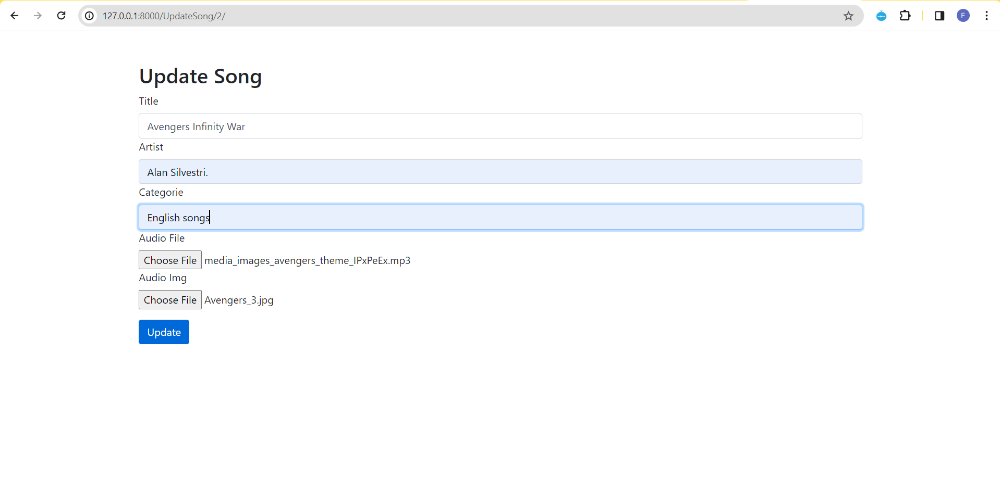 127.0.0.1:8000/UpdateSong/2/
F
Update Song
Title
Avengers Infinity War
Artist
Alan Silvestri.
Categorie
English songs
Audio File
Choose File media_images_avengers_theme_IPxPeEx.mp3
Audio Img
Choose File Avengers_3.jpg
Update